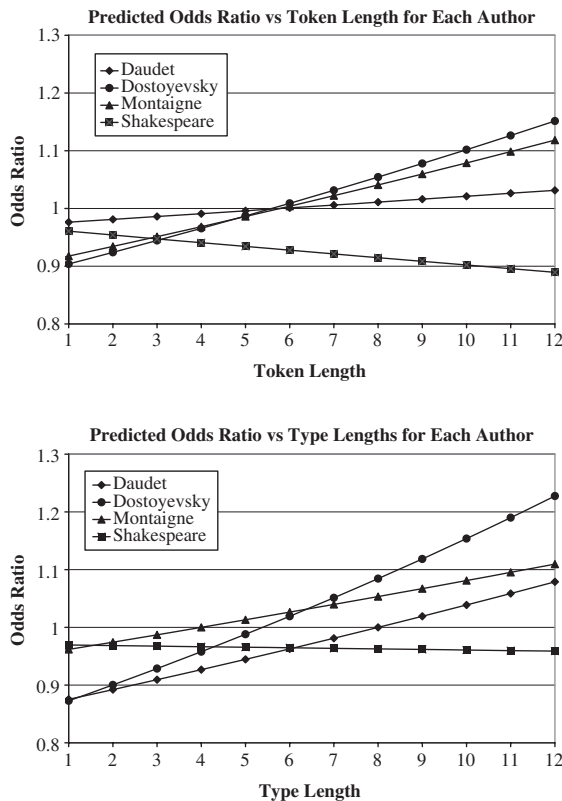 Predicted Odds Ratio vs Token Length for Each Author
1.3
1.2
1.1
1
0.9
0.8
Odds Ratio
Daudet
Dostoyevsky
Montaigne
Shakespeare
1 2 3 4 5 6 7 8 9 10 11 12
Token Length
Predicted Odds Ratio vs Type Lengths for Each Author
1.3
1.2
1.1
1
0.9
0.8
Odds Ratio
Daudet
Dostoyevsky
Montaigne
Shakespeare
1 2 3 4 5 6 7 8 9 10 11 12
Type Length